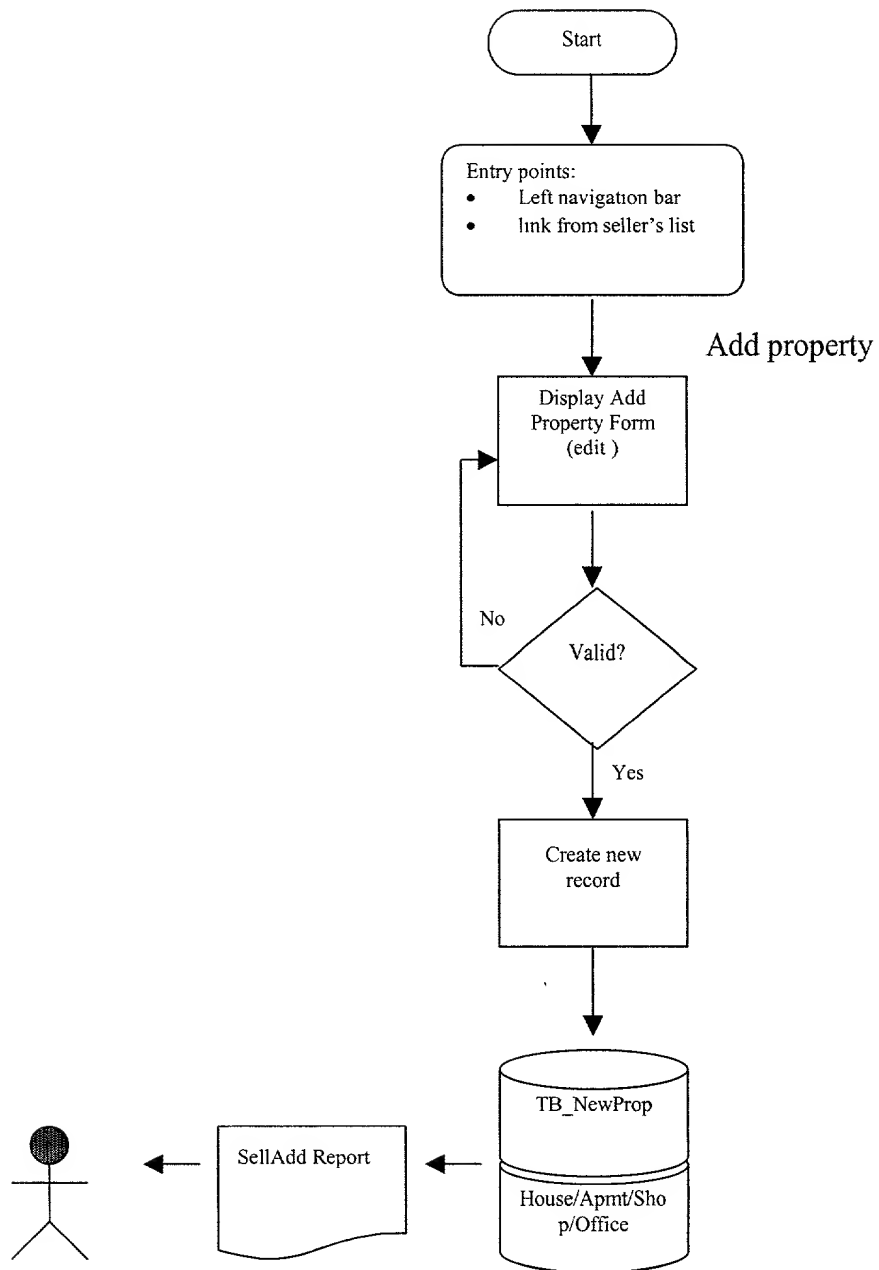 Start
Entry points:
• Left navigation bar
• link from seller's list
Add property
Display Add
Property Form
(edit )
No
Valid?
Yes
Create new
record
TB_NewProp
SellAdd Report
House/Apmt/Sho
p/Office